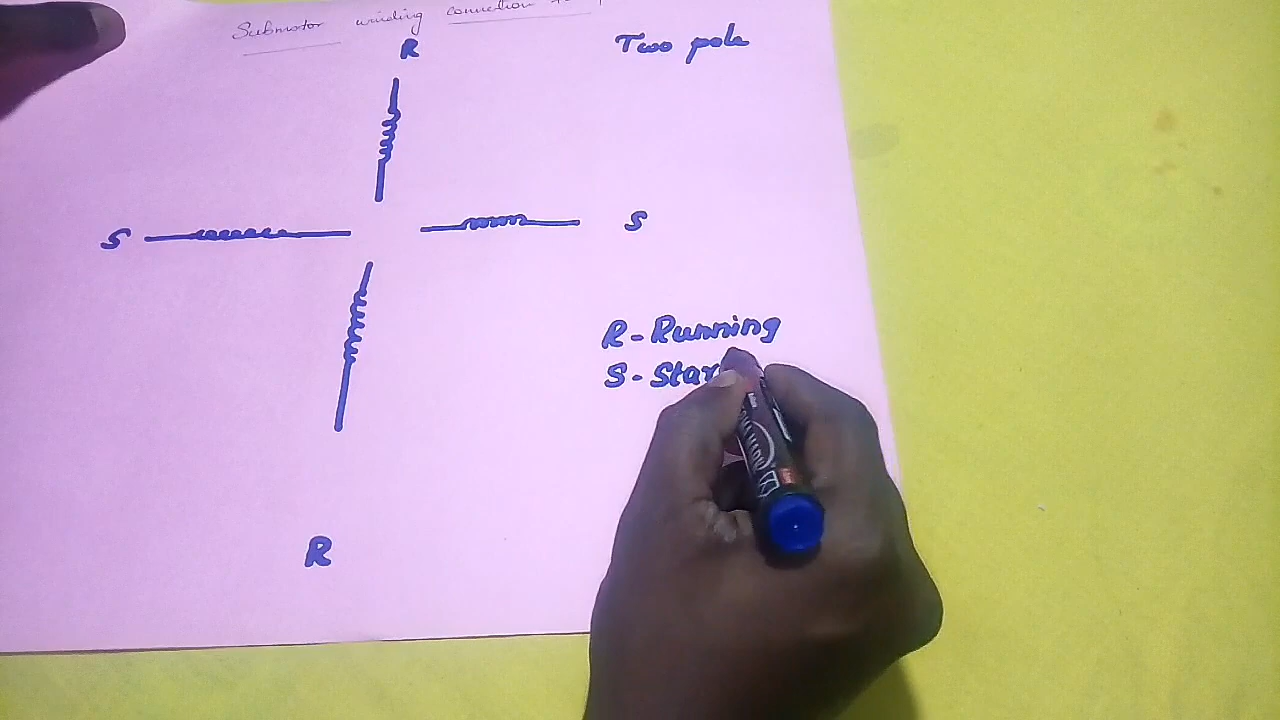 Submotor winding connection
R
Two pole
S
S
R - Running
S - Star
R